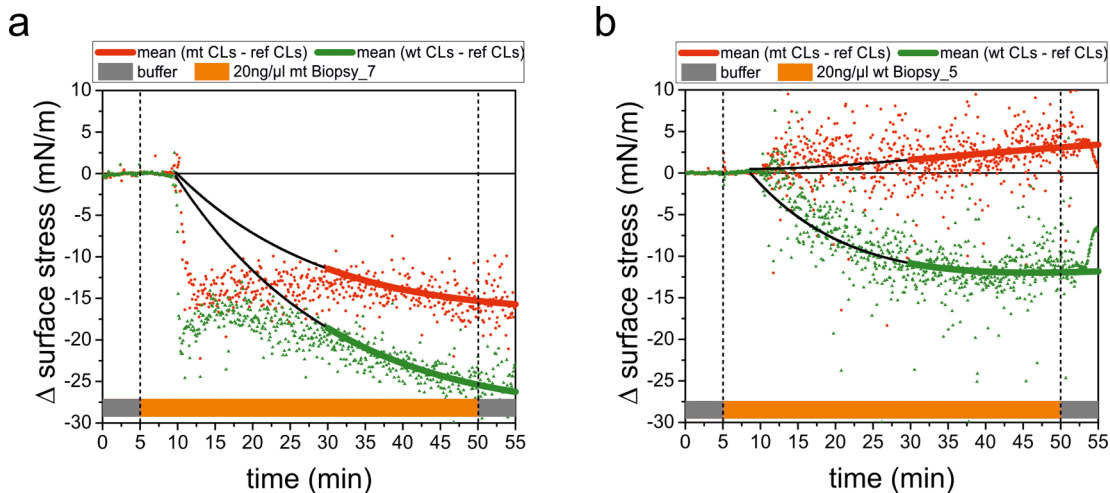 a
mean (mt CLs - ref CLs) mean (wt CLs - ref CLs)
buffer 20ng/µl mt Biopsy_7
Δ surface stress (mN/m)
10
5
0
-5
-10
-15
-20
-25
-30
0 5 10 15 20 25 30 35 40 45 50 55
time (min)
b
mean (mt CLs - ref CLs) mean (wt CLs - ref CLs)
buffer 20ng/µl wt Biopsy_5
Δ surface stress (mN/m)
10
5
0
-5
-10
-15
-20
-25
-30
0 5 10 15 20 25 30 35 40 45 50 55
time (min)